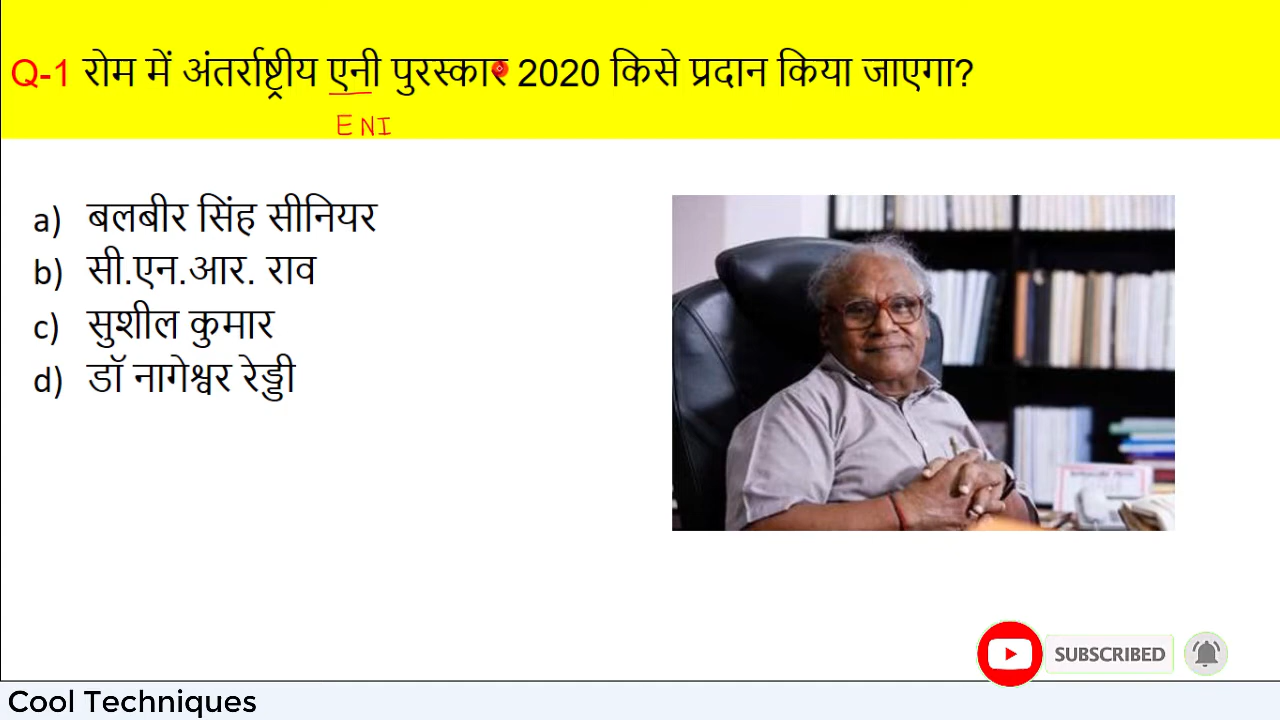 Q-1 रोम में अंतर्राष्ट्रीय एनी पुरस्कार 2020 किसे प्रदान किया जाएगा?
ENI
a) बलबीर सिंह सीनियर
b) सी.एन.आर. राव
c) सुशील कुमार
d) डॉ नागेश्वर रेड्डी
SUBSCRIBED
Cool Techniques